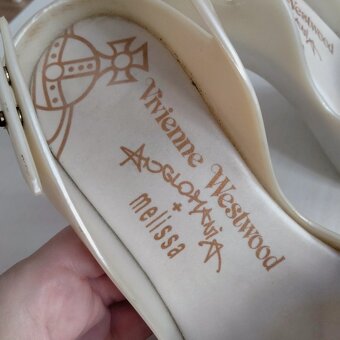 Vivienne Westwood
ANGLOMANIA
+
melissa